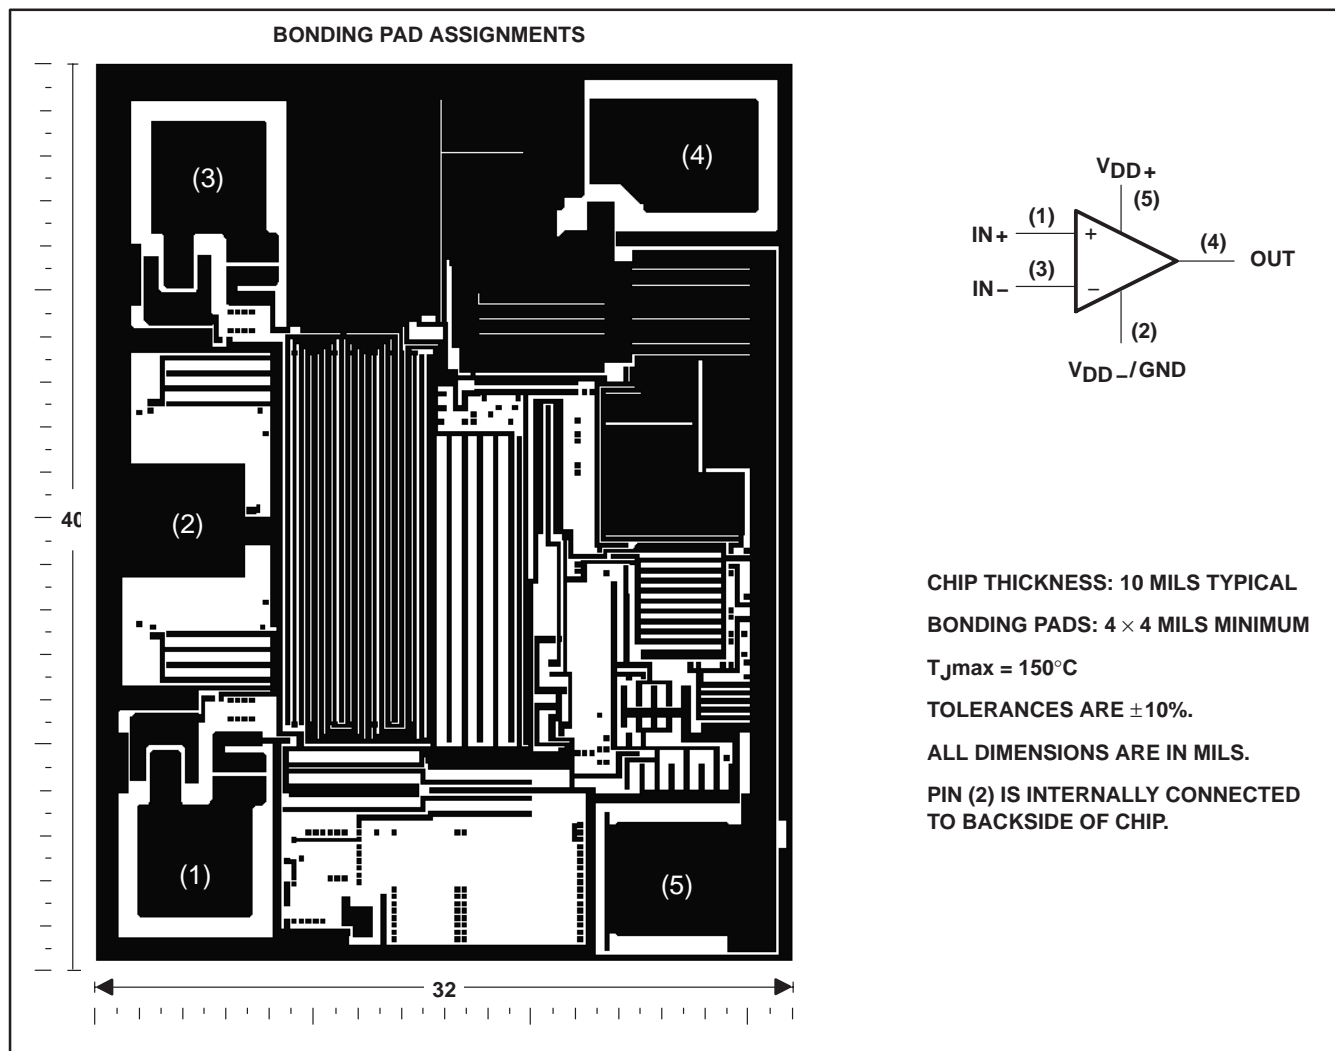 BONDING PAD ASSIGNMENTS
(3)
(4)
(2)
(1)
(5)
40
32
VDD+
(5)
(1)
IN+
+
(4)
OUT
(3)
IN−
−
(2)
VDD−/GND
CHIP THICKNESS: 10 MILS TYPICAL
BONDING PADS: 4 × 4 MILS MINIMUM
TJmax = 150°C
TOLERANCES ARE ±10%.
ALL DIMENSIONS ARE IN MILS.
PIN (2) IS INTERNALLY CONNECTED
TO BACKSIDE OF CHIP.